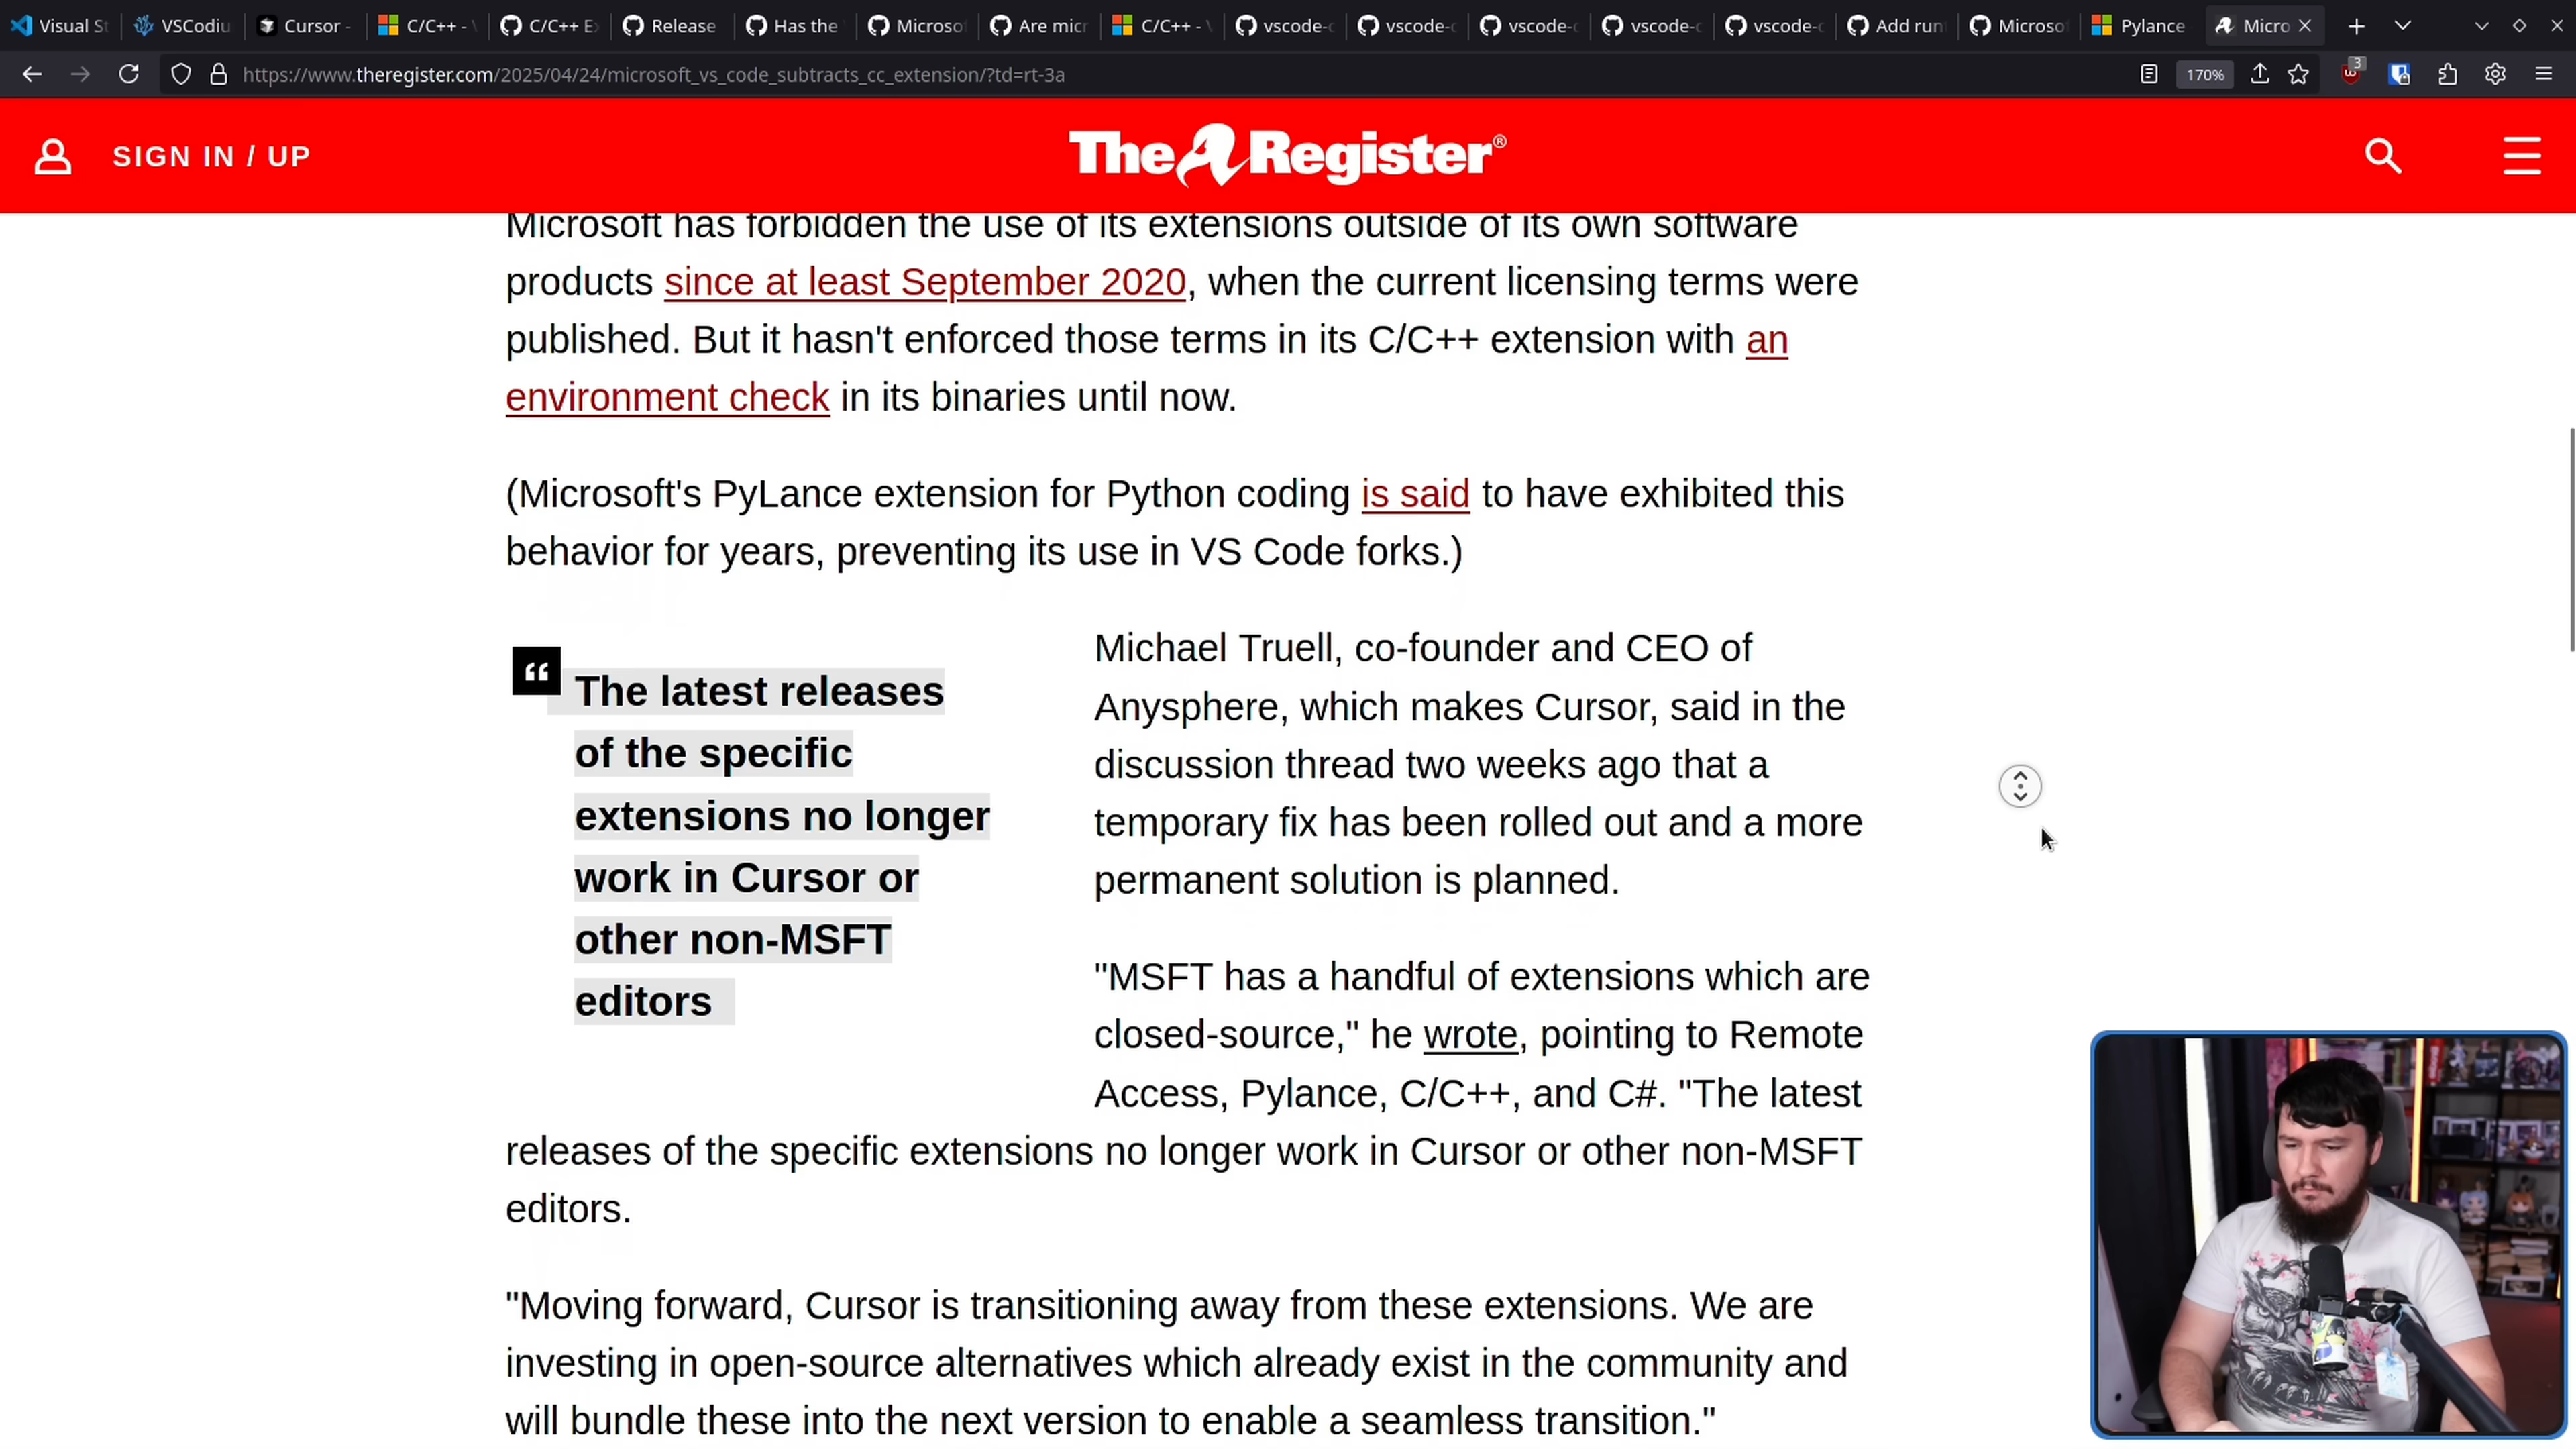 Visual St
VSCodiu
Cursor -
C/C++ - V
C/C++ Ex
Release
Has the
Microso
Are micr
C/C++ - V
vscode-c
vscode-c
vscode-c
vscode-c
vscode-c
Add run
Microso
Pylance
Micro
https://www.theregister.com/2025/04/24/microsoft_vs_code_subtracts_cc_extension/?td=rt-3a
170%
3
SIGN IN / UP
The Register®
Microsoft has forbidden the use of its extensions outside of its own software
products since at least September 2020, when the current licensing terms were
published. But it hasn't enforced those terms in its C/C++ extension with an
environment check in its binaries until now.
(Microsoft's PyLance extension for Python coding is said to have exhibited this
behavior for years, preventing its use in VS Code forks.)
“ The latest releases
of the specific
extensions no longer
work in Cursor or
other non-MSFT
editors
Michael Truell, co-founder and CEO of
Anysphere, which makes Cursor, said in the
discussion thread two weeks ago that a
temporary fix has been rolled out and a more
permanent solution is planned.
"MSFT has a handful of extensions which are
closed-source," he wrote, pointing to Remote
Access, Pylance, C/C++, and C#. "The latest
releases of the specific extensions no longer work in Cursor or other non-MSFT
editors.
"Moving forward, Cursor is transitioning away from these extensions. We are
investing in open-source alternatives which already exist in the community and
will bundle these into the next version to enable a seamless transition."